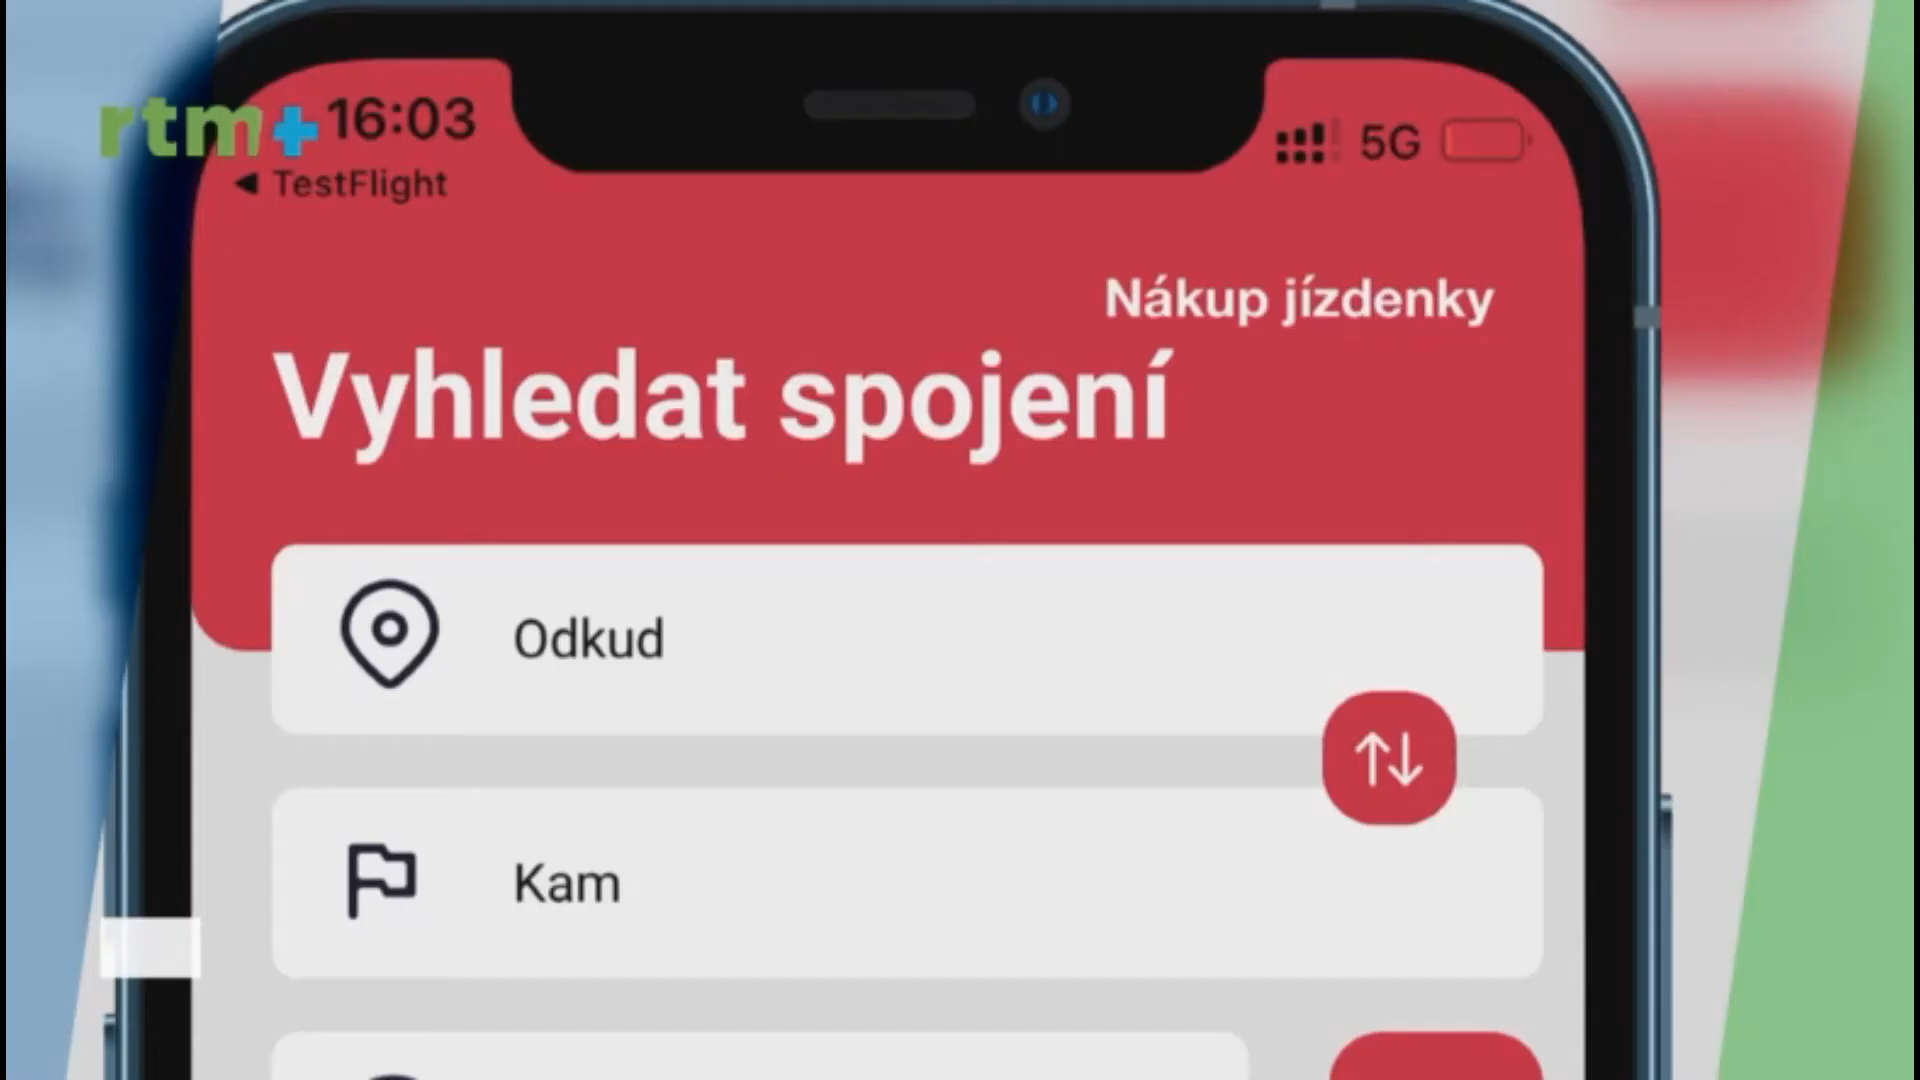 rtm+
16:03
5G
TestFlight
Nákup jízdenky
Vyhledat spojení
Odkud
Kam